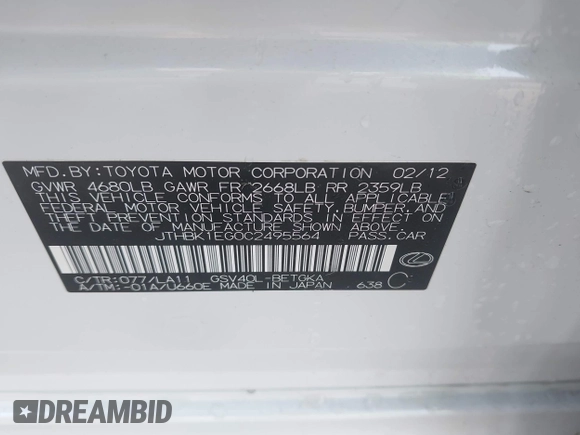 MFD.BY:TOYOTA MOTOR CORPORATION 02/12
GVWR 4680LB GAWR FR 2668LB RR 2359LB
THIS VEHICLE CONFORMS TO ALL APPLICABLE
FEDERAL MOTOR VEHICLE SAFETY,BUMPER,AND
THEFT PREVENTION STANDARDS IN EFFECT ON
THE DATE OF MANUFACTURE SHOWN ABOVE.
JTHBK1EG0C2495564 PASS.CAR
C/TR:077/LA11 GSV40L-BETGKA
A/TM:-01A/U660E MADE IN JAPAN 638 C
DREAMBID